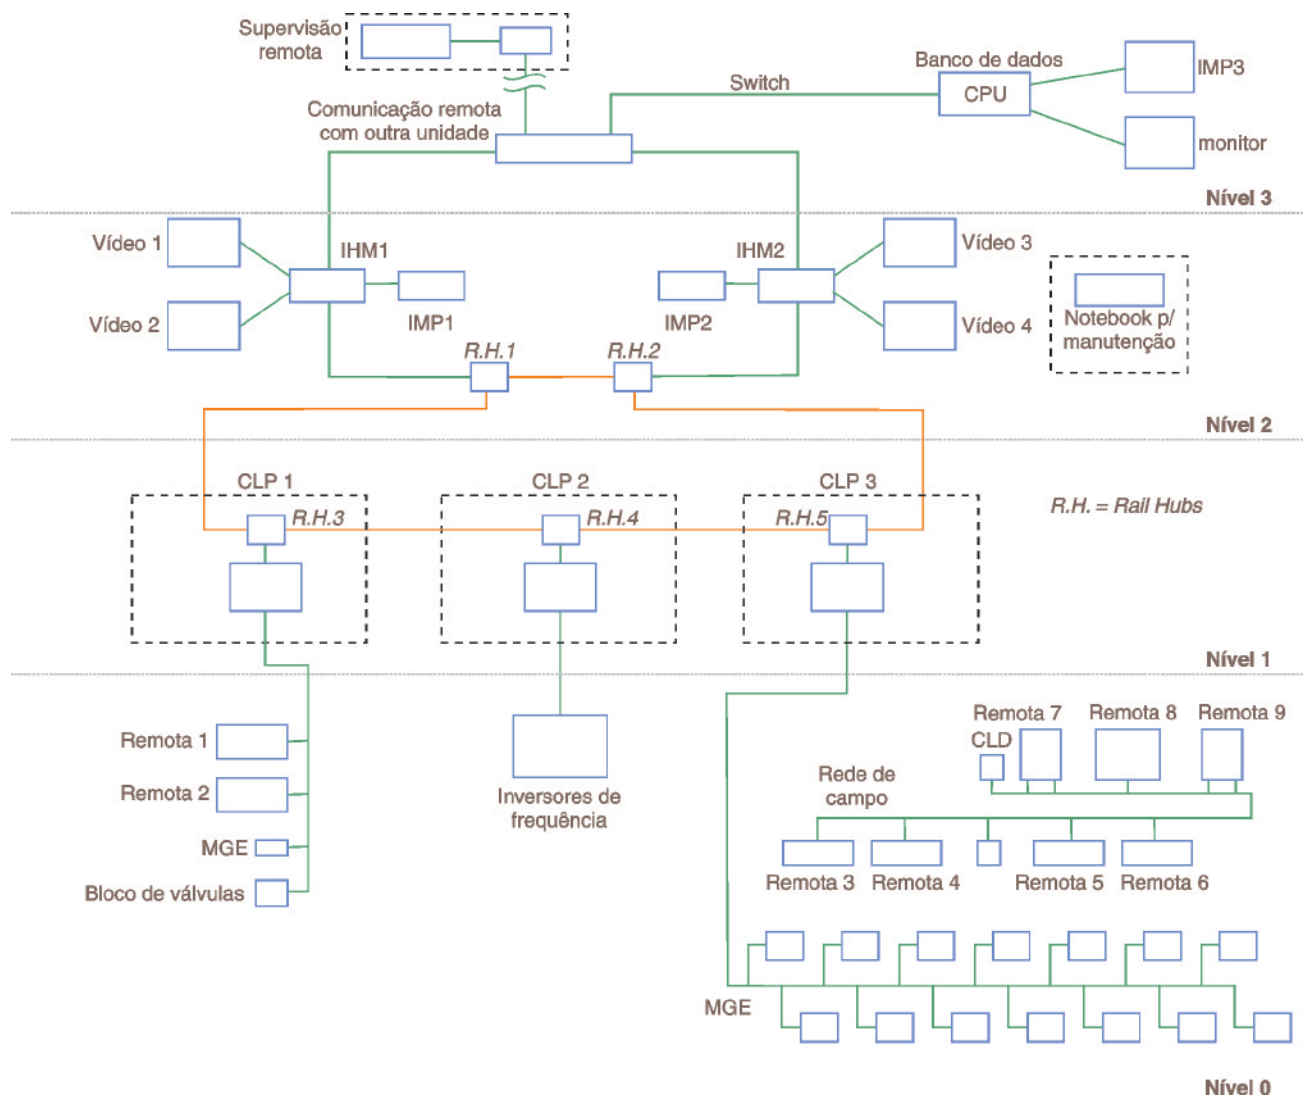 Supervisão
remota
Comunicação remota
com outra unidade
Switch
Banco de dados
CPU
IMP3
monitor
Nível 3
Vídeo 1
Vídeo 2
IHM1
IMP1
IHM2
IMP2
Vídeo 3
Vídeo 4
Notebook p/
manutenção
R.H.1
R.H.2
Nível 2
CLP 1
CLP 2
CLP 3
R.H.3
R.H.4
R.H.5
R.H. = Rail Hubs
Nível 1
Remota 1
Remota 2
MGE
Bloco de válvulas
Inversores de
frequência
Remota 7
Remota 8
Remota 9
CLD
Rede de
campo
Remota 3
Remota 4
Remota 5
Remota 6
MGE
Nível 0